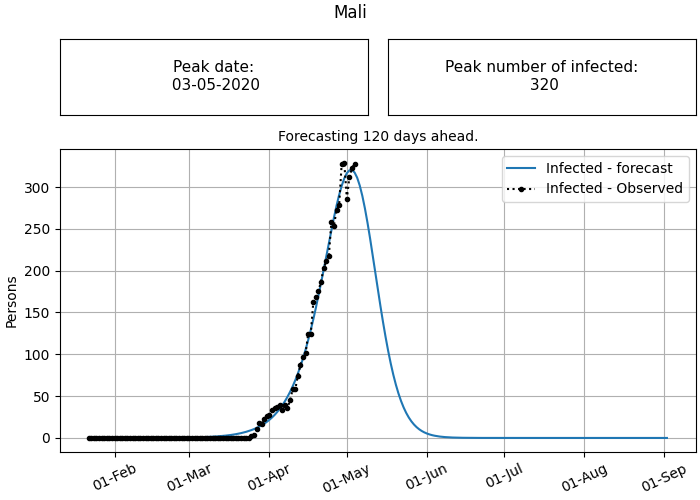 Mali
Peak date:
03-05-2020
Peak number of infected:
320
Forecasting 120 days ahead.
Infected - forecast
Infected - Observed
Persons
300
250
200
150
100
50
0
01-Feb
01-Mar
01-Apr
01-May
01-Jun
01-Jul
01-Aug
01-Sep